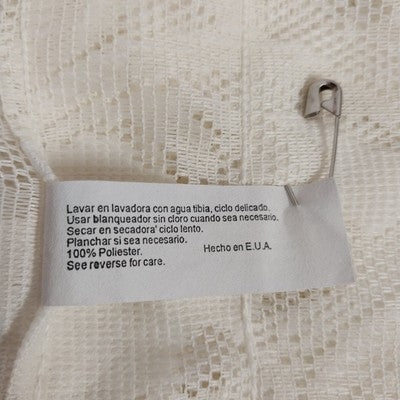 Lavar en lavadora con agua tibia, ciclo delicado.
Usar blanqueador sin cloro cuando sea necesario.
Secar en secadora' ciclo lento.
Planchar si sea necesario.
100% Poliester. Hecho en E.U.A.
See reverse for care.